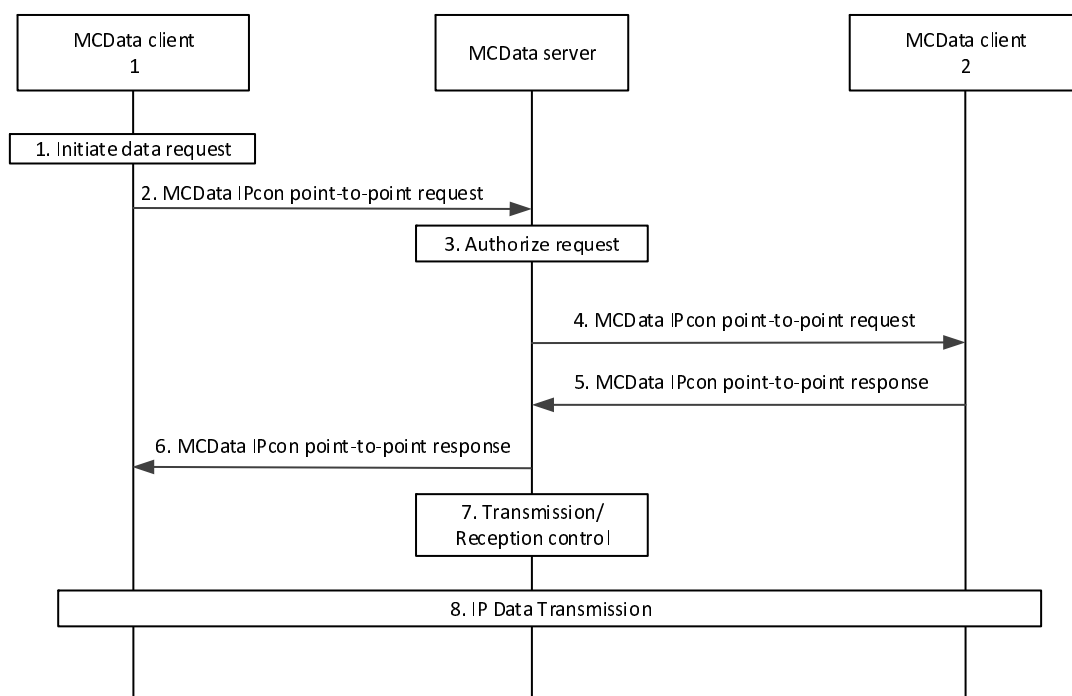 MCData client
1
MCData server
MCData client
2
1. Initiate data request
2. MCData IPcon point-to-point request
3. Authorize request
4. MCData IPcon point-to-point request
5. MCData IPcon point-to-point response
6. MCData IPcon point-to-point response
7. Transmission/
Reception control
8. IP Data Transmission